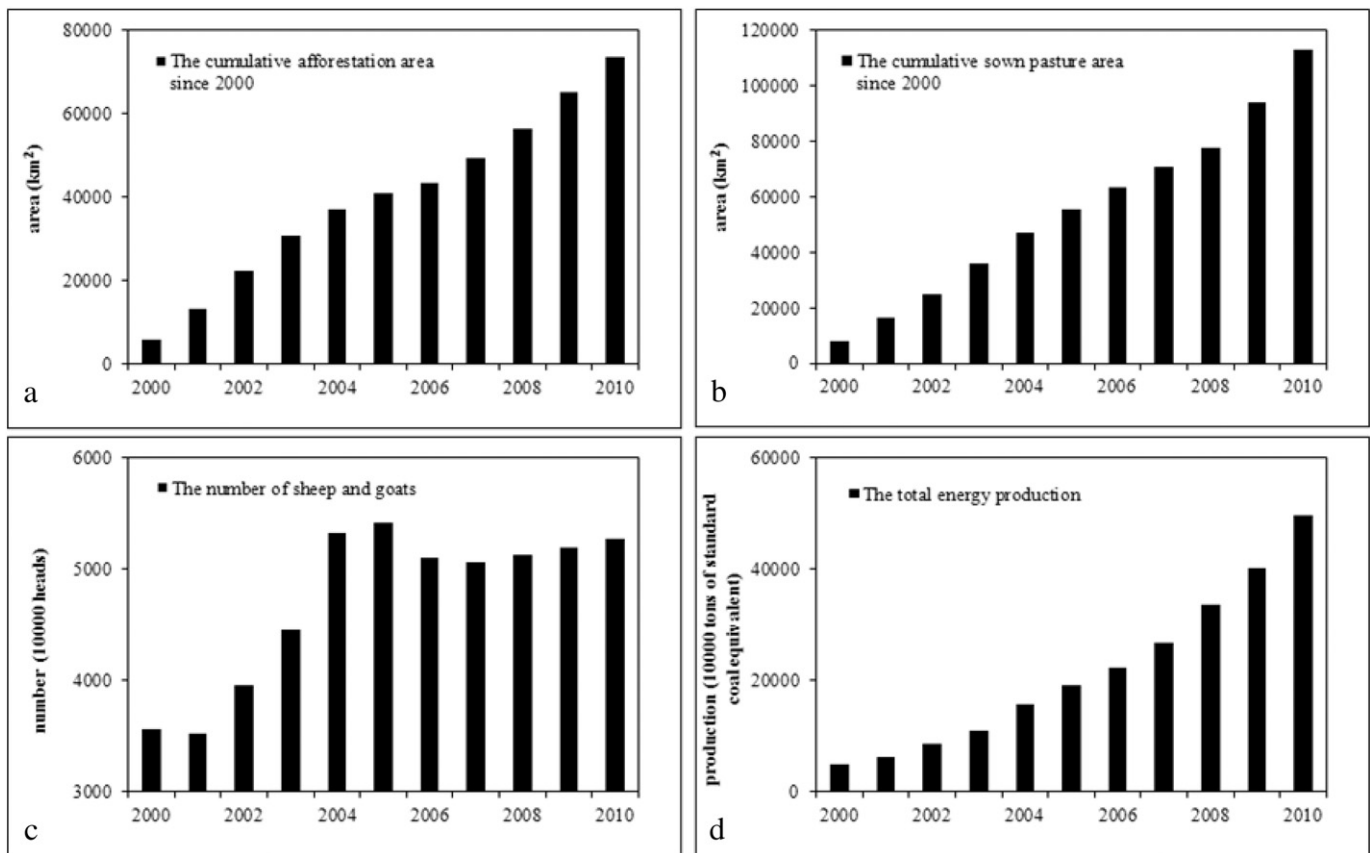 80000
60000
40000
20000
0
area (km²)
■ The cumulative afforestation area
since 2000
2000 2002 2004 2006 2008 2010
a
120000
100000
80000
60000
40000
20000
0
area (km²)
■ The cumulative sown pasture area
since 2000
2000 2002 2004 2006 2008 2010
b
6000
5000
4000
3000
number (10000 heads)
■ The number of sheep and goats
2000 2002 2004 2006 2008 2010
c
60000
40000
20000
0
production (10000 tons of standard
coal equivalent)
■ The total energy production
2000 2002 2004 2006 2008 2010
d